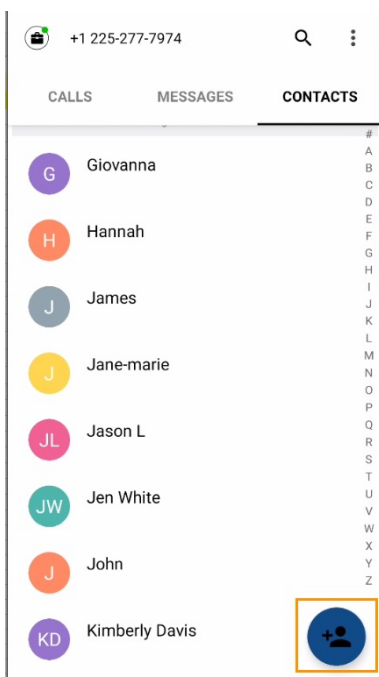 +1 225-277-7974
CALLS MESSAGES CONTACTS
G Giovanna
H Hannah
J James
J Jane-marie
JL Jason L
JW Jen White
J John
KD Kimberly Davis
#
A
B
C
D
E
F
G
H
I
J
K
L
M
N
O
P
Q
R
S
T
U
V
W
X
Y
Z